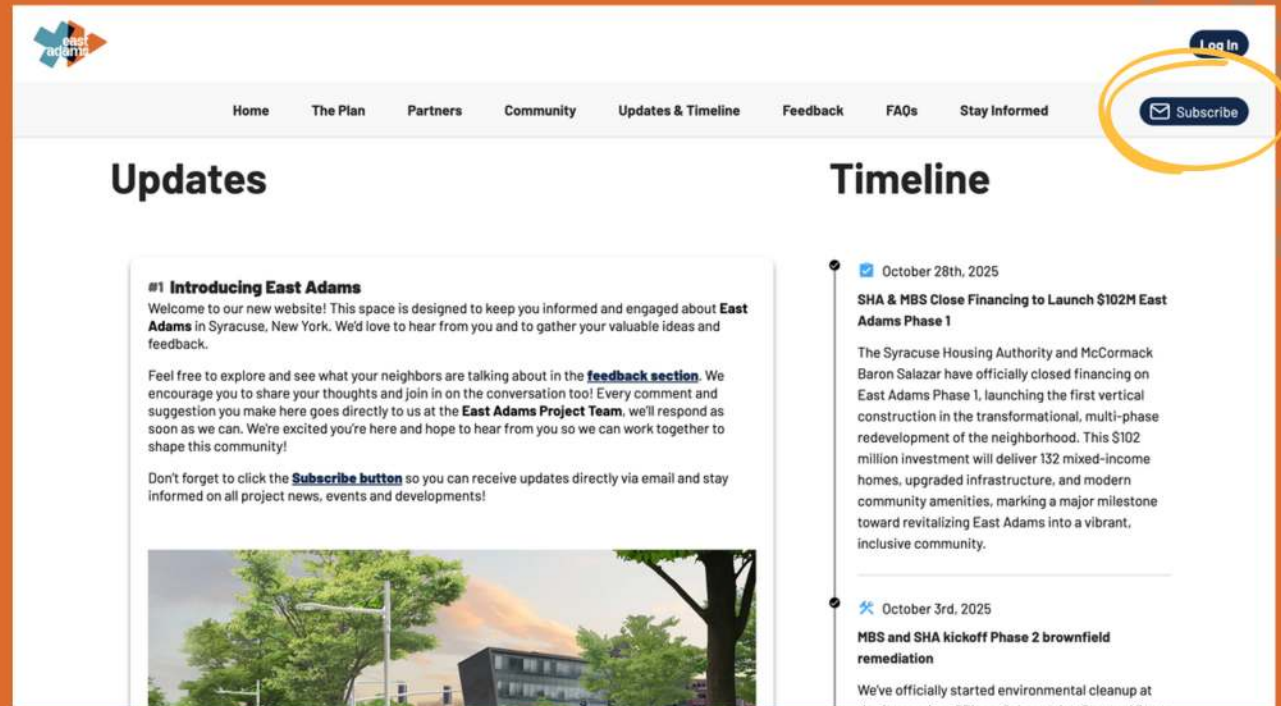 east
adams
Log In
Home The Plan Partners Community Updates & Timeline Feedback FAQs Stay Informed Subscribe
Updates
#1 Introducing East Adams
Welcome to our new website! This space is designed to keep you informed and engaged about East
Adams in Syracuse, New York. We'd love to hear from you and to gather your valuable ideas and
feedback.
Feel free to explore and see what your neighbors are talking about in the feedback section. We
encourage you to share your thoughts and join in on the conversation too! Every comment and
suggestion you make here goes directly to us at the East Adams Project Team, we'll respond as
soon as we can. We're excited you're here and hope to hear from you so we can work together to
shape this community!
Don't forget to click the Subscribe button so you can receive updates directly via email and stay
informed on all project news, events and developments!
Timeline
October 28th, 2025
SHA & MBS Close Financing to Launch $102M East
Adams Phase 1
The Syracuse Housing Authority and McCormack
Baron Salazar have officially closed financing on
East Adams Phase 1, launching the first vertical
construction in the transformational, multi-phase
redevelopment of the neighborhood. This $102
million investment will deliver 132 mixed-income
homes, upgraded infrastructure, and modern
community amenities, marking a major milestone
toward revitalizing East Adams into a vibrant,
inclusive community.
October 3rd, 2025
MBS and SHA kickoff Phase 2 brownfield
remediation
We've officially started environmental cleanup at